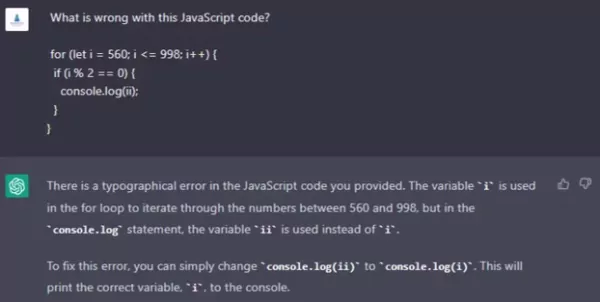 What is wrong with this JavaScript code?
for (let i = 560; i <= 998; i++) {
if (i % 2 == 0) {
console.log(ii);
}
}
There is a typographical error in the JavaScript code you provided. The variable `i` is used
in the for loop to iterate through the numbers between 560 and 998, but in the
`console.log` statement, the variable `ii` is used instead of `i`.
To fix this error, you can simply change `console.log(ii)` to `console.log(i)`. This will
print the correct variable, `i`, to the console.